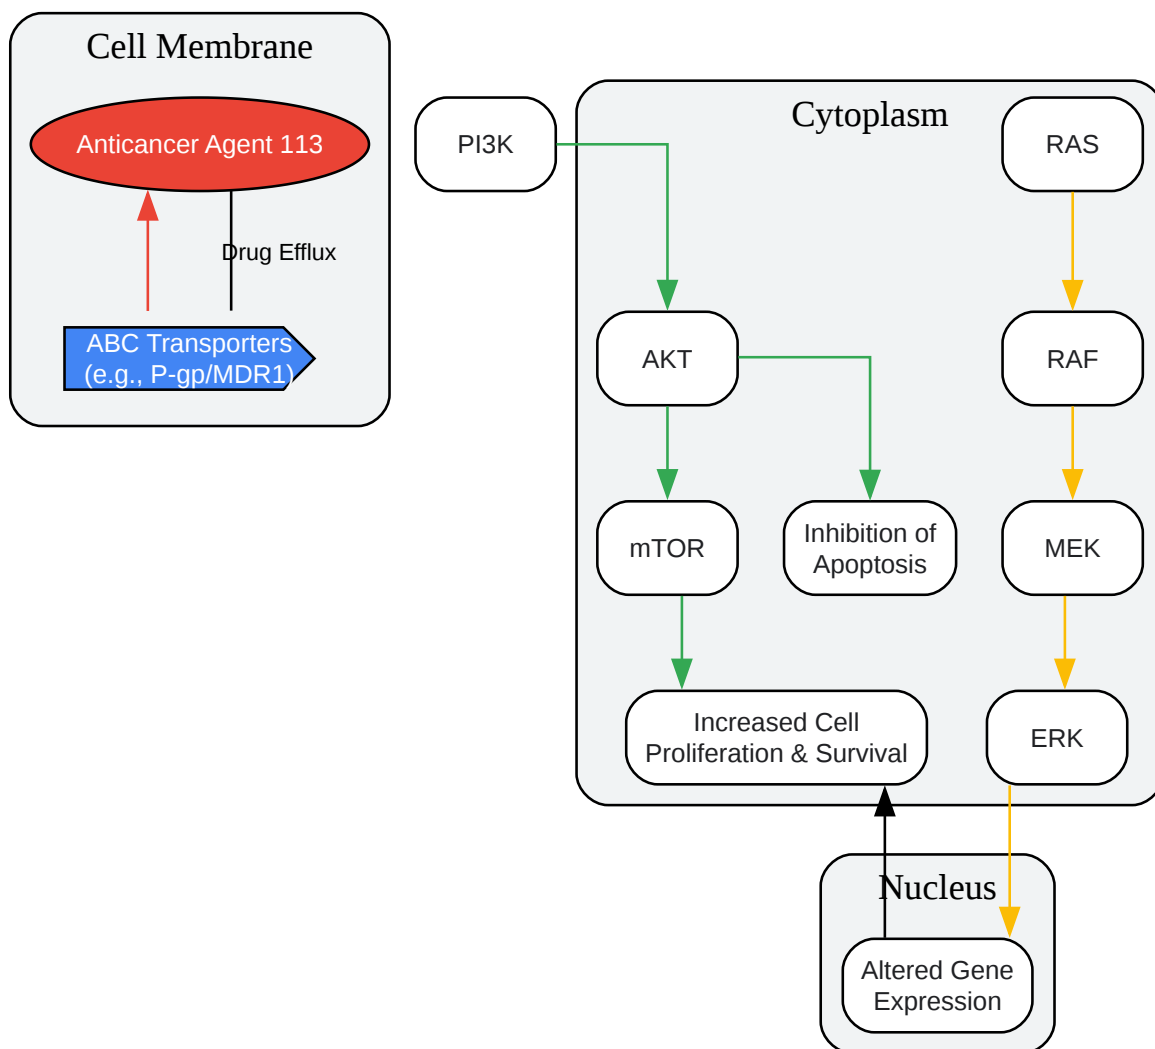 Cell Membrane
Anticancer Agent 113
Drug Efflux
ABC Transporters
(e.g., P-gp/MDR1)
PI3K
Cytoplasm
RAS
AKT
RAF
mTOR
Inhibition of
Apoptosis
MEK
Increased Cell
Proliferation & Survival
ERK
Nucleus
Altered Gene
Expression